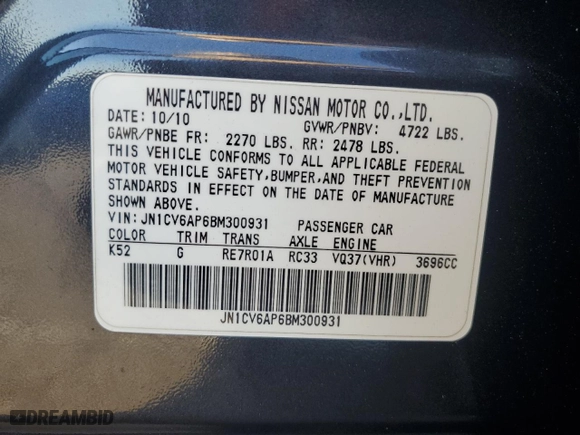 MANUFACTURED BY NISSAN MOTOR CO.,LTD.
DATE: 10/10 GVWR/PNBV: 4722 LBS.
GAWR/PNBE FR: 2270 LBS. RR: 2478 LBS.
THIS VEHICLE CONFORMS TO ALL APPLICABLE FEDERAL
MOTOR VEHICLE SAFETY,BUMPER,AND THEFT PREVENTION
STANDARDS IN EFFECT ON THE DATE OF MANUFACTURE
SHOWN ABOVE.
VIN: JN1CV6AP6BM300931 PASSENGER CAR
COLOR TRIM TRANS AXLE ENGINE
K52 G RE7R01A RC33 VQ37(VHR) 3696CC
JN1CV6AP6BM300931
DREAMBID